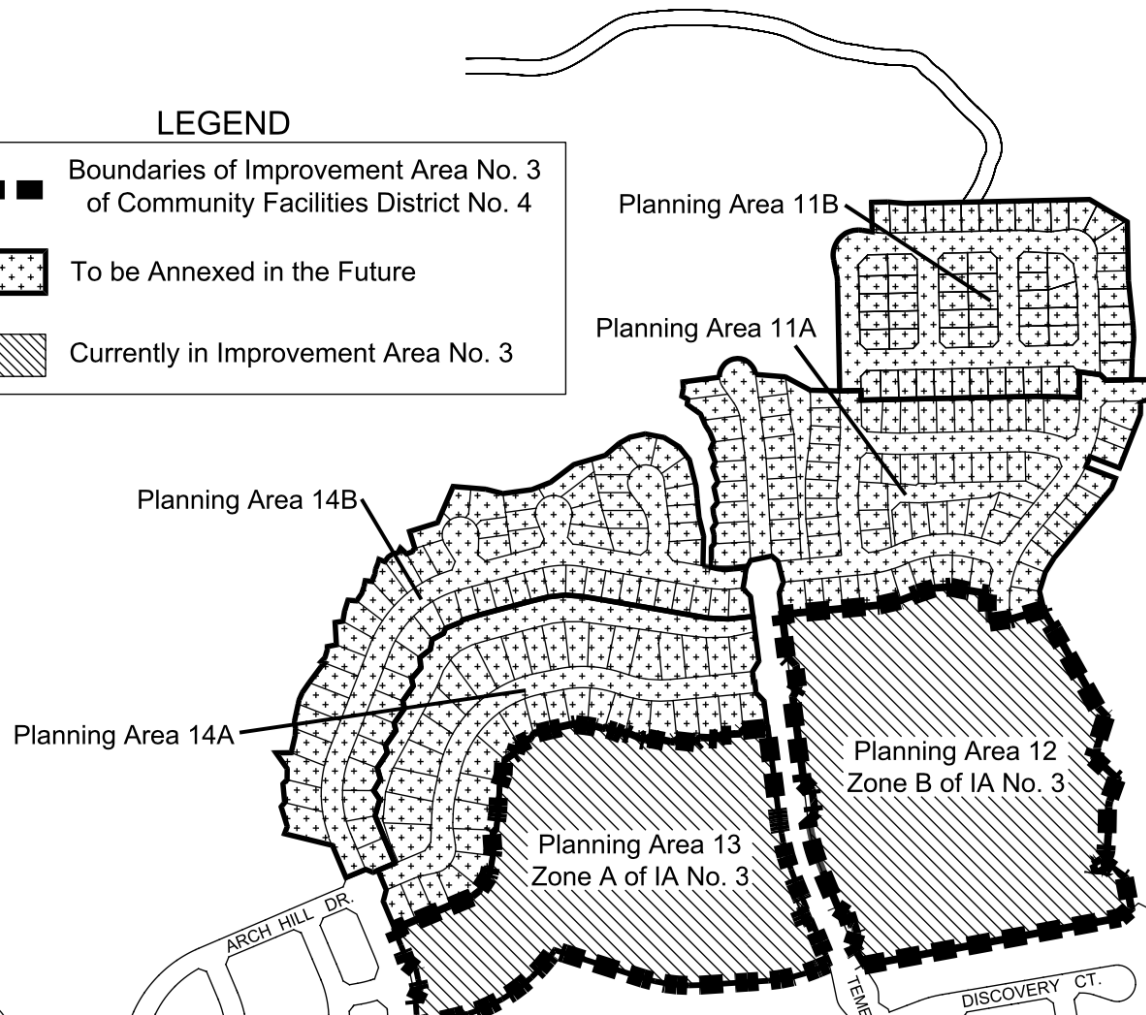 LEGEND
Boundaries of Improvement Area No. 3
of Community Facilities District No. 4
To be Annexed in the Future
Currently in Improvement Area No. 3
Planning Area 11B
Planning Area 11A
Planning Area 14B
Planning Area 14A
Planning Area 12
Zone B of IA No. 3
Planning Area 13
Zone A of IA No. 3
ARCH HILL DR.
DISCOVERY CT.